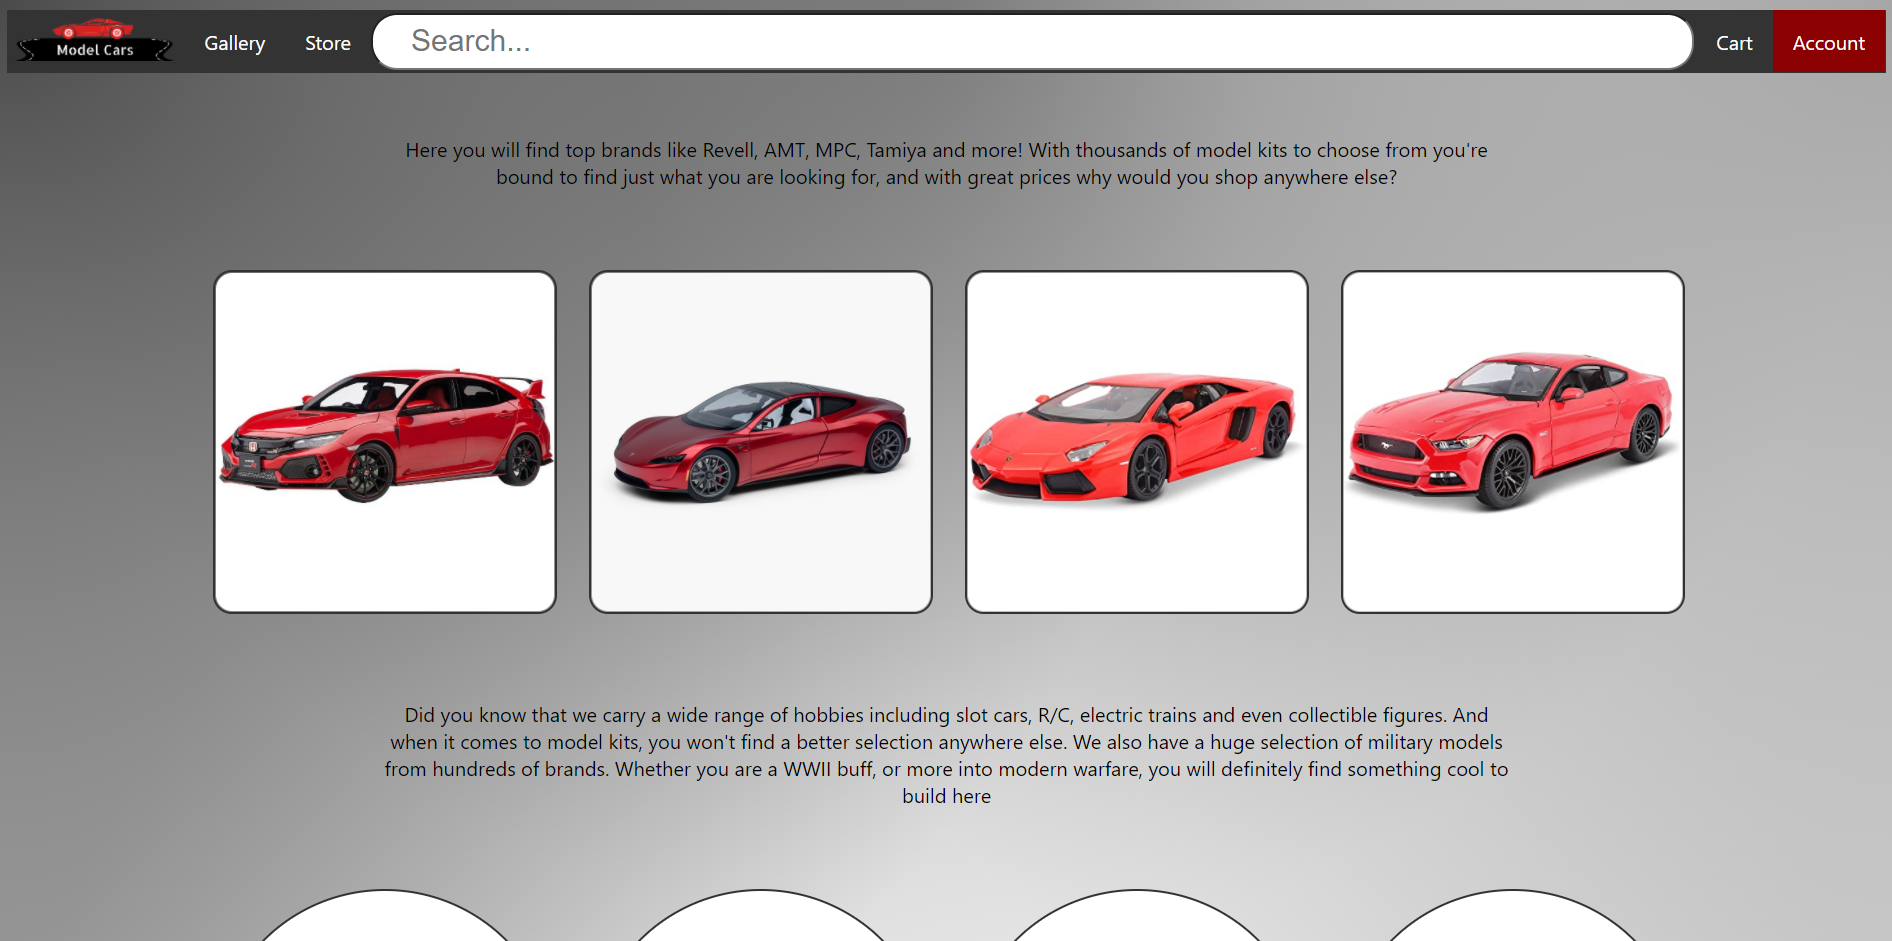 Model Cars
Gallery
Store
Search...
Cart
Account
Here you will find top brands like Revell, AMT, MPC, Tamiya and more! With thousands of model kits to choose from you're
bound to find just what you are looking for, and with great prices why would you shop anywhere else?
Did you know that we carry a wide range of hobbies including slot cars, R/C, electric trains and even collectible figures. And
when it comes to model kits, you won't find a better selection anywhere else. We also have a huge selection of military models
from hundreds of brands. Whether you are a WWII buff, or more into modern warfare, you will definitely find something cool to
build here